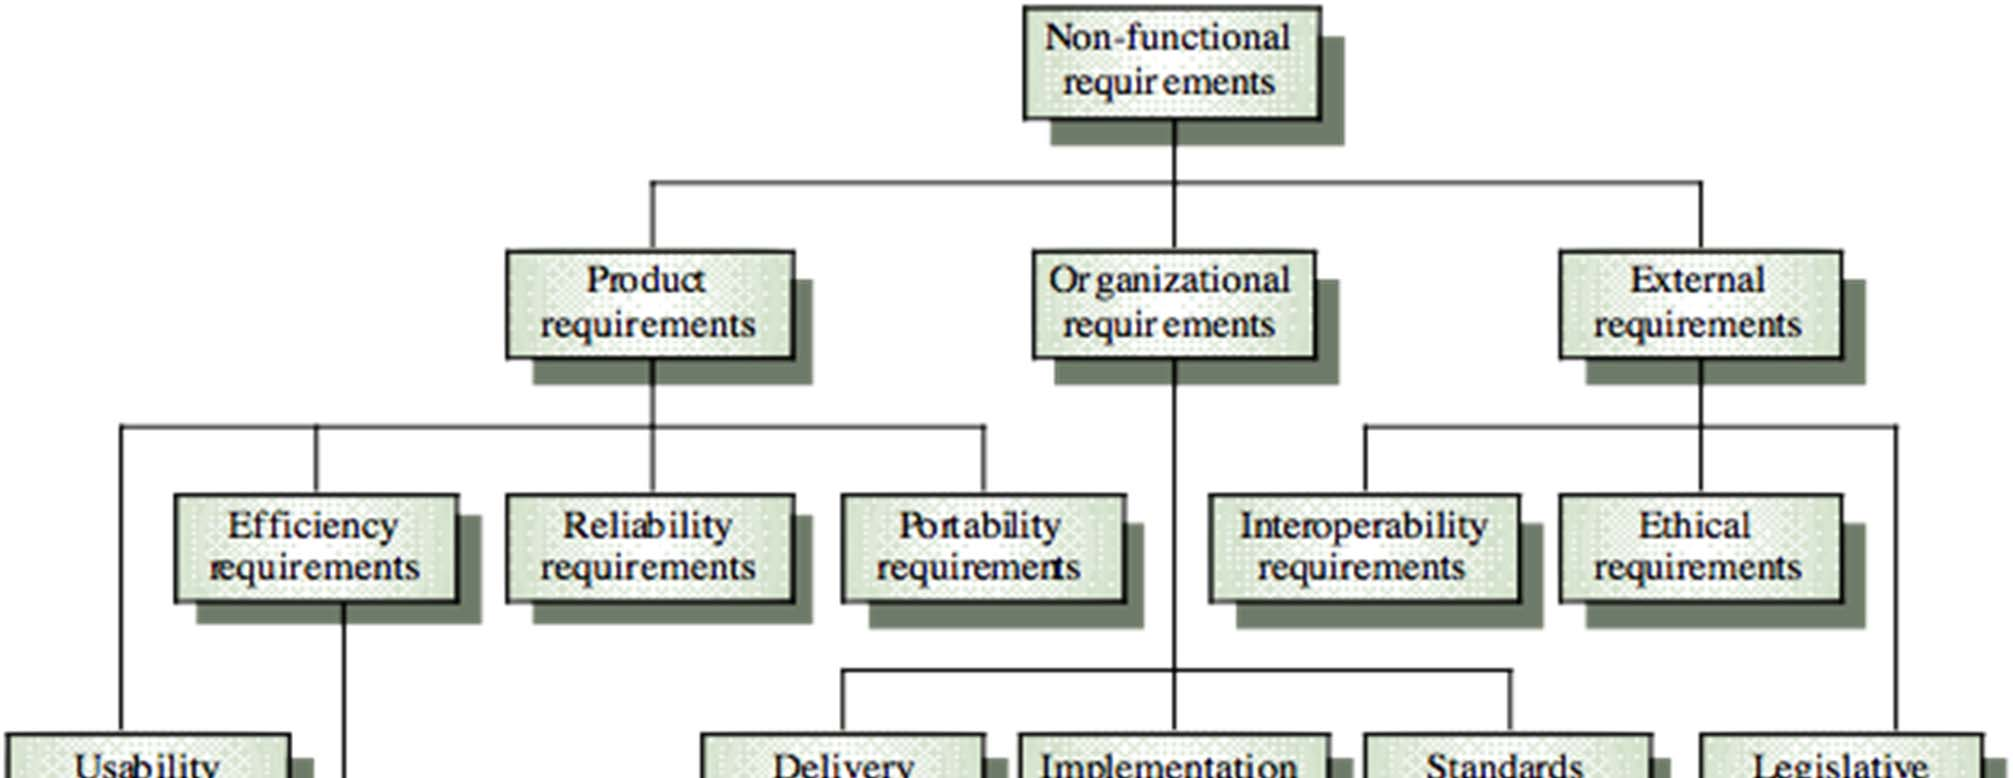 Non-functional
requirements
Product
requirements
Organizational
requirements
External
requirements
Efficiency
requirements
Reliability
requirements
Portability
requirements
Interoperability
requirements
Ethical
requirements
Usability
Delivery
Implementation
Standards
Legislative